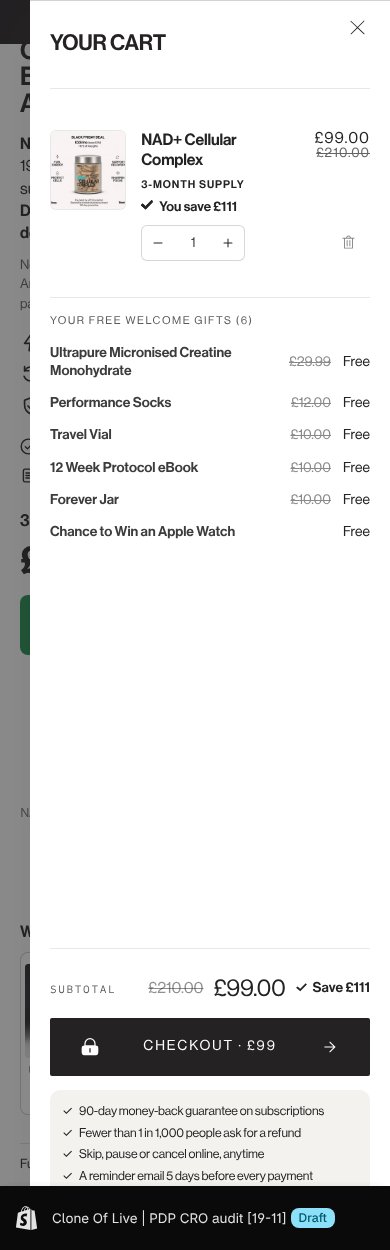 YOUR CART
BLACK FRIDAY DEAL
NAD+ Cellular
Complex
£99.00
£210.00
3-MONTH SUPPLY
You save £111
1
YOUR FREE WELCOME GIFTS (6)
Ultrapure Micronised Creatine
Monohydrate
£29.99 Free
Performance Socks £12.00 Free
Travel Vial £10.00 Free
12 Week Protocol eBook £10.00 Free
Forever Jar £10.00 Free
Chance to Win an Apple Watch Free
SUBTOTAL £210.00 £99.00 Save £111
CHECKOUT · £99
90-day money-back guarantee on subscriptions
Fewer than 1 in 1,000 people ask for a refund
Skip, pause or cancel online, anytime
A reminder email 5 days before every payment
Clone Of Live | PDP CRO audit [19-11] Draft